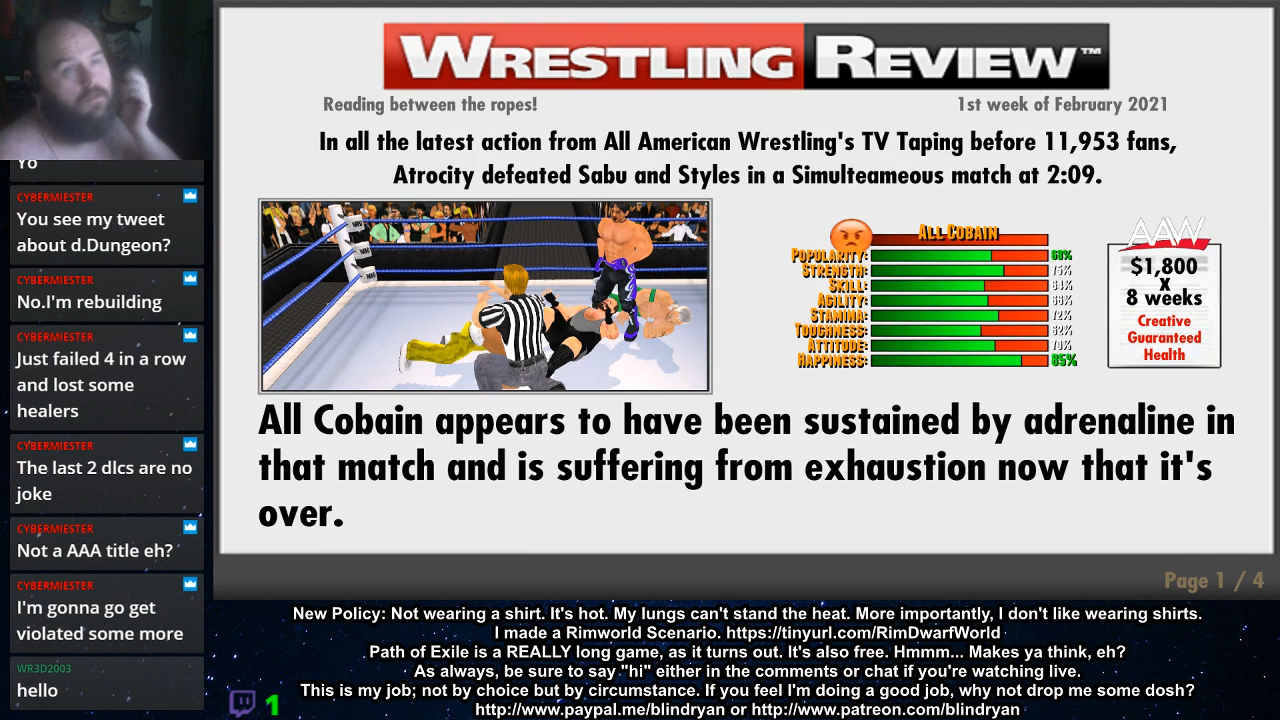 Yo
CYBERMIESTER
You see my tweet
about d.Dungeon?
CYBERMIESTER
No.I'm rebuilding
CYBERMIESTER
Just failed 4 in a row
and lost some
healers
CYBERMIESTER
The last 2 dlcs are no
joke
CYBERMIESTER
Not a AAA title eh?
CYBERMIESTER
I'm gonna go get
violated some more
WR3D2003
hello
WRESTLING REVIEW™
Reading between the ropes!
1st week of February 2021
In all the latest action from All American Wrestling's TV Taping before 11,953 fans,
Atrocity defeated Sabu and Styles in a Simulteameous match at 2:09.
ALL COBAIN
POPULARITY: 68%
STRENGTH: 75%
SKILL: 64%
AGILITY: 66%
STAMINA: 72%
TOUGHNESS: 62%
ATTITUDE: 70%
HAPPINESS: 85%
AAW
$1,800
X
8 weeks
Creative
Guaranteed
Health
All Cobain appears to have been sustained by adrenaline in
that match and is suffering from exhaustion now that it's
over.
Page 1 / 4
New Policy: Not wearing a shirt. It's hot. My lungs can't stand the heat. More importantly, I don't like wearing shirts.
I made a Rimworld Scenario. https://tinyurl.com/RimDwarfWorld
Path of Exile is a REALLY long game, as it turns out. It's also free. Hmmm... Makes ya think, eh?
As always, be sure to say "hi" either in the comments or chat if you're watching live.
This is my job; not by choice but by circumstance. If you feel I'm doing a good job, why not drop me some dosh?
http://www.paypal.me/blindryan or http://www.patreon.com/blindryan
1